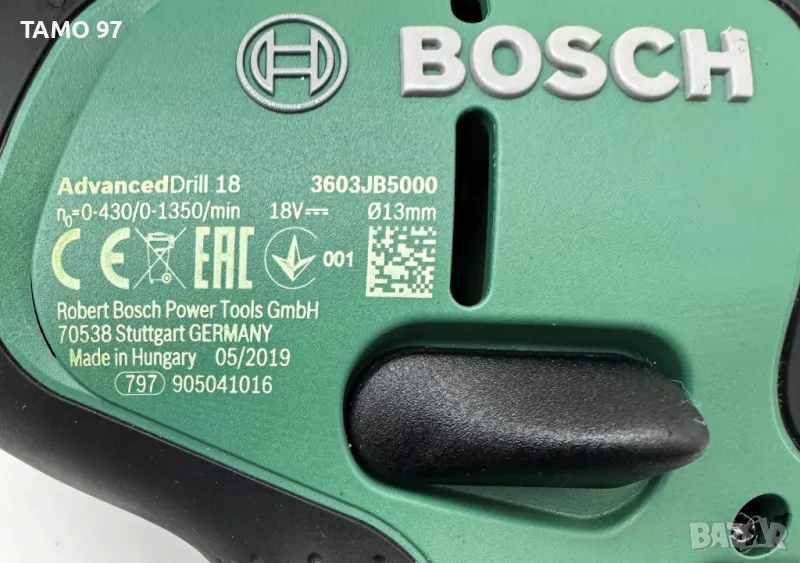 TAMO 97
BOSCH
AdvancedDrill 18 3603JB5000
n₀=0-430/0-1350/min 18V⎓ Ø13mm
CE EAC 001
Robert Bosch Power Tools GmbH
70538 Stuttgart GERMANY
Made in Hungary 05/2019
797 905041016
BAZAR